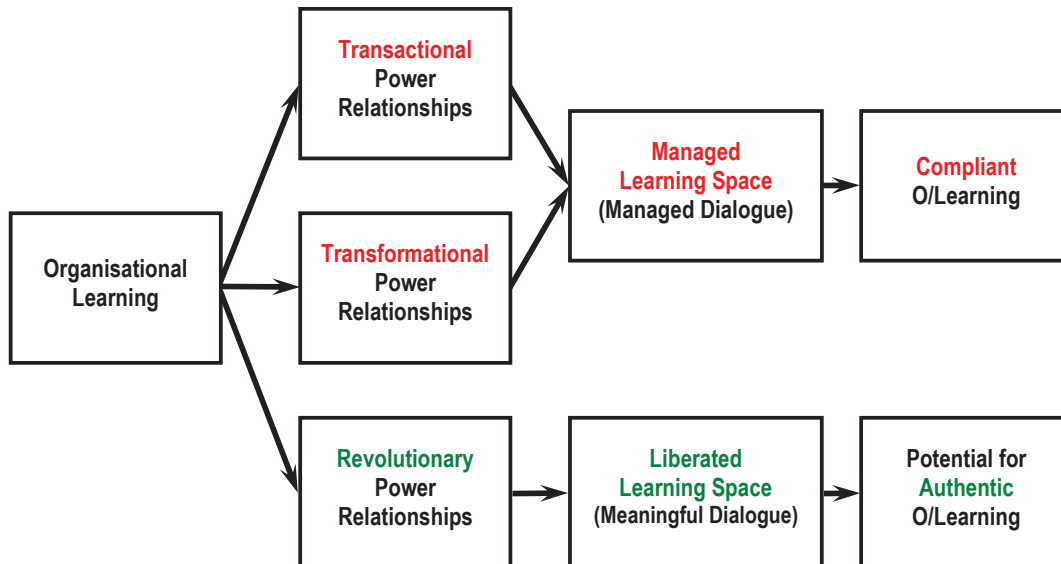 Organisational
Learning
Transactional
Power
Relationships
Transformational
Power
Relationships
Revolutionary
Power
Relationships
Managed
Learning Space
(Managed Dialogue)
Liberated
Learning Space
(Meaningful Dialogue)
Compliant
O/Learning
Potential for
Authentic
O/Learning